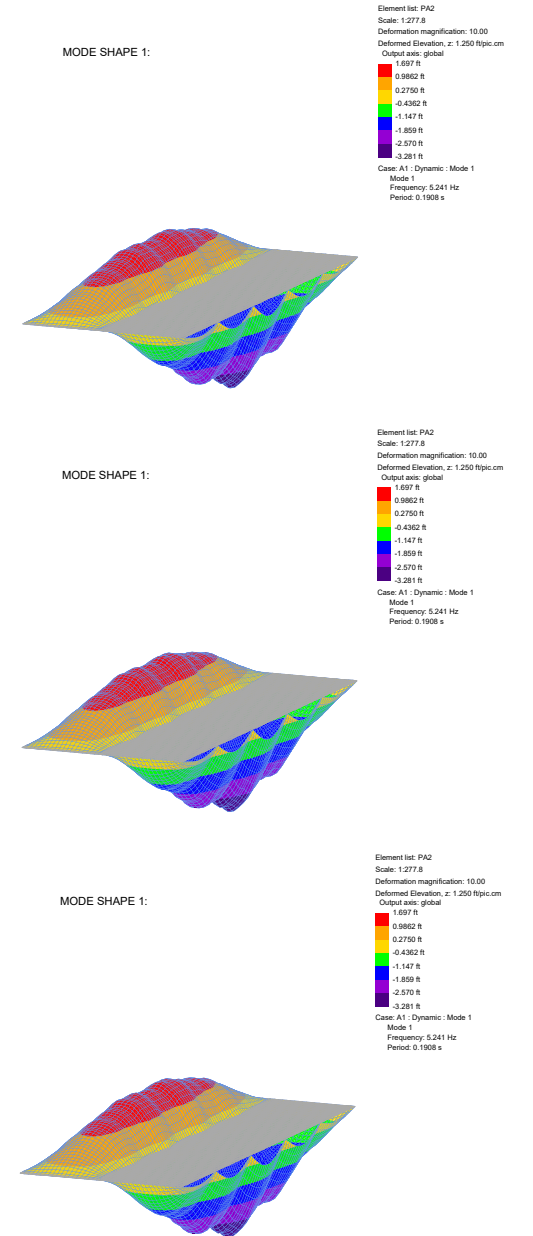 Element list: PA2
Scale: 1:277.8
Deformation magnification: 10.00
Deformed Elevation, z: 1.250 ft/pic.cm
Output axis: global
MODE SHAPE 1:
1.697 ft
0.9862 ft
0.2750 ft
-0.4362 ft
-1.147 ft
-1.859 ft
-2.570 ft
-3.281 ft
Case: A1 : Dynamic : Mode 1
Mode 1
Frequency: 5.241 Hz
Period: 0.1908 s
Element list: PA2
Scale: 1:277.8
Deformation magnification: 10.00
Deformed Elevation, z: 1.250 ft/pic.cm
Output axis: global
MODE SHAPE 1:
1.697 ft
0.9862 ft
0.2750 ft
-0.4362 ft
-1.147 ft
-1.859 ft
-2.570 ft
-3.281 ft
Case: A1 : Dynamic : Mode 1
Mode 1
Frequency: 5.241 Hz
Period: 0.1908 s
Element list: PA2
Scale: 1:277.8
Deformation magnification: 10.00
Deformed Elevation, z: 1.250 ft/pic.cm
Output axis: global
MODE SHAPE 1:
1.697 ft
0.9862 ft
0.2750 ft
-0.4362 ft
-1.147 ft
-1.859 ft
-2.570 ft
-3.281 ft
Case: A1 : Dynamic : Mode 1
Mode 1
Frequency: 5.241 Hz
Period: 0.1908 s